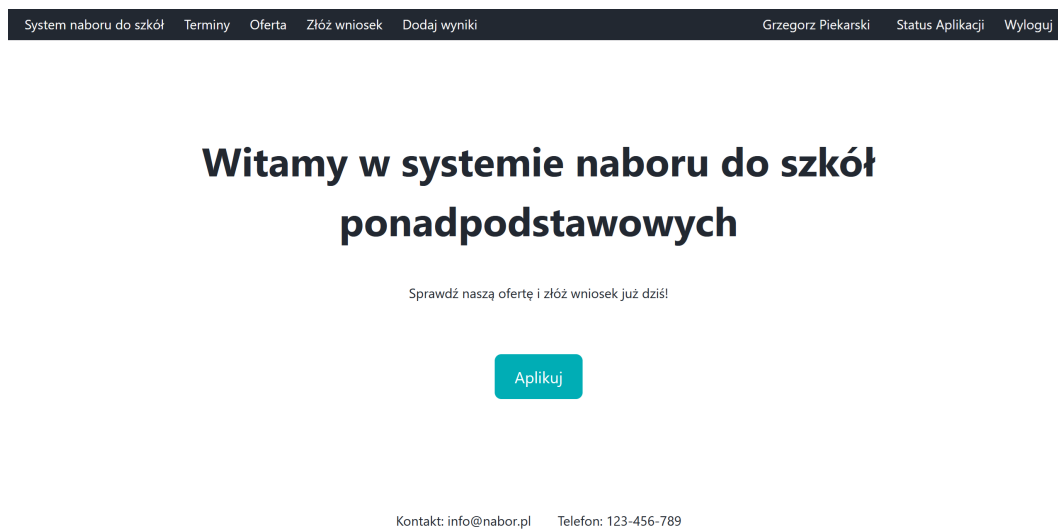 System naboru do szkół Terminy Oferta Złóż wniosek Dodaj wyniki Grzegorz Piekarski Status Aplikacji Wyloguj
Witamy w systemie naboru do szkół
ponadpodstawowych
Sprawdź naszą ofertę i złóż wniosek już dziś!
Aplikuj
Kontakt: info@nabor.pl Telefon: 123-456-789